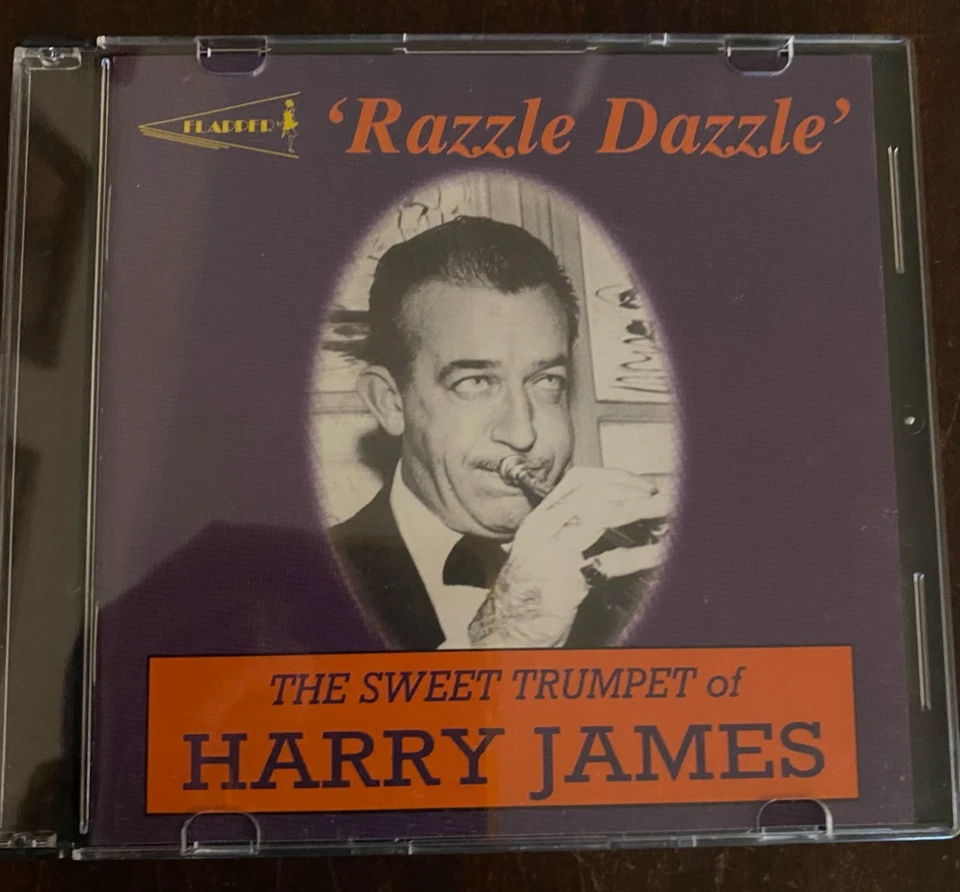 FLAPPER
‘Razzle Dazzle’
THE SWEET TRUMPET of
HARRY JAMES